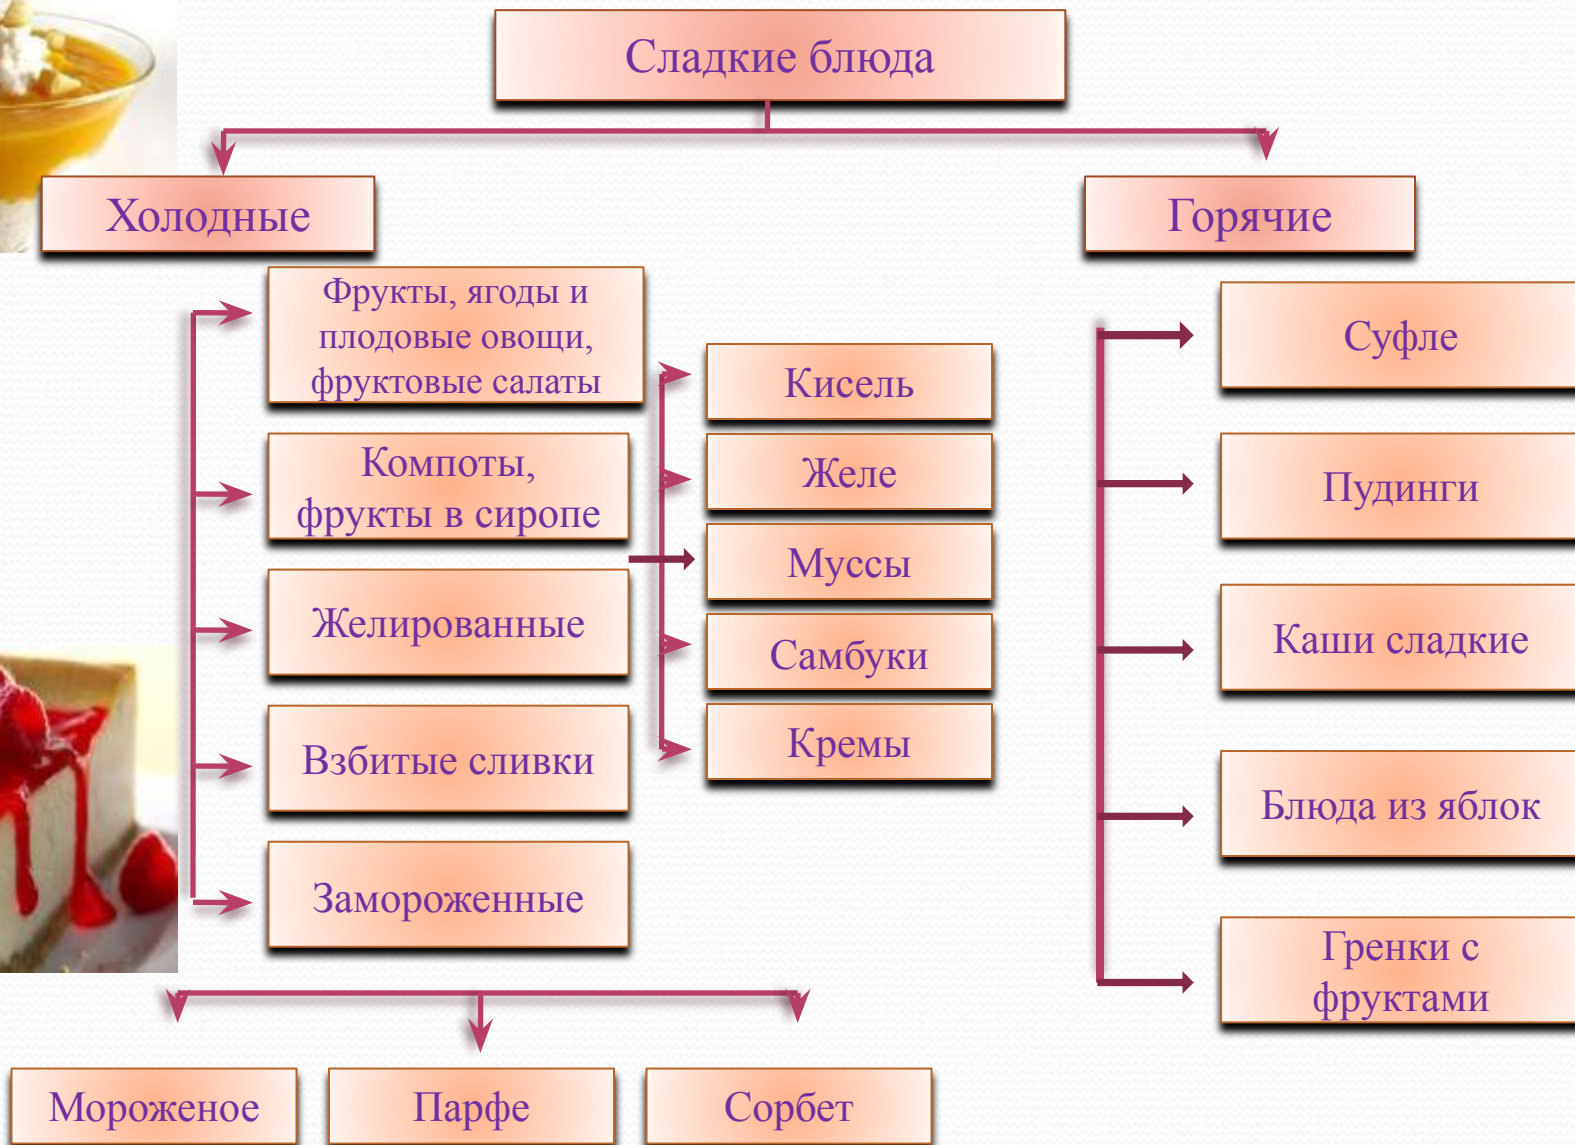 Сладкие блюда
Холодные
Горячие
Фрукты, ягоды и
плодовые овощи,
фруктовые салаты
Компоты,
фрукты в сиропе
Желированные
Взбитые сливки
Замороженные
Кисель
Желе
Муссы
Самбуки
Кремы
Суфле
Пудинги
Каши сладкие
Блюда из яблок
Гренки с
фруктами
Мороженое
Парфе
Сорбет